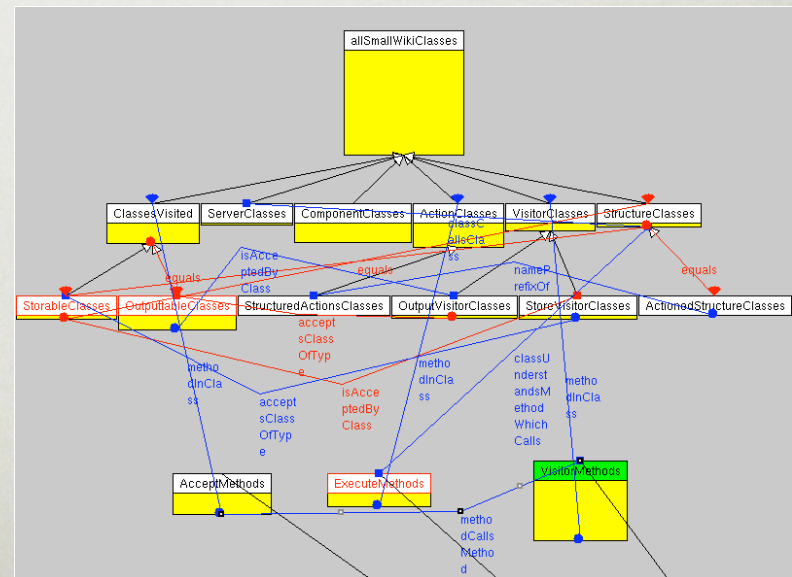 allSmallWikiClasses
ClassesVisited
ServerClasses
ComponentClasses
ActionClasses
VisitorClasses
StructureClasses
classC
allsCla
ss
isAcce
ptedBy
Class
equals
equals
nameP
refixOf
equals
StorableClasses
OutputtableClasses
StructuredActionsClasses
OutputVisitorClasses
StoreVisitorClasses
ActionedStructureClasses
accept
sClass
OfTyp
e
metho
dInCla
ss
metho
dInCla
ss
classU
nderst
andsM
ethod
Which
Calls
metho
dInCla
ss
accept
sClass
OfTyp
e
isAcce
ptedBy
Class
AcceptMethods
ExecuteMethods
VisitorMethods
metho
dCalls
Metho
d